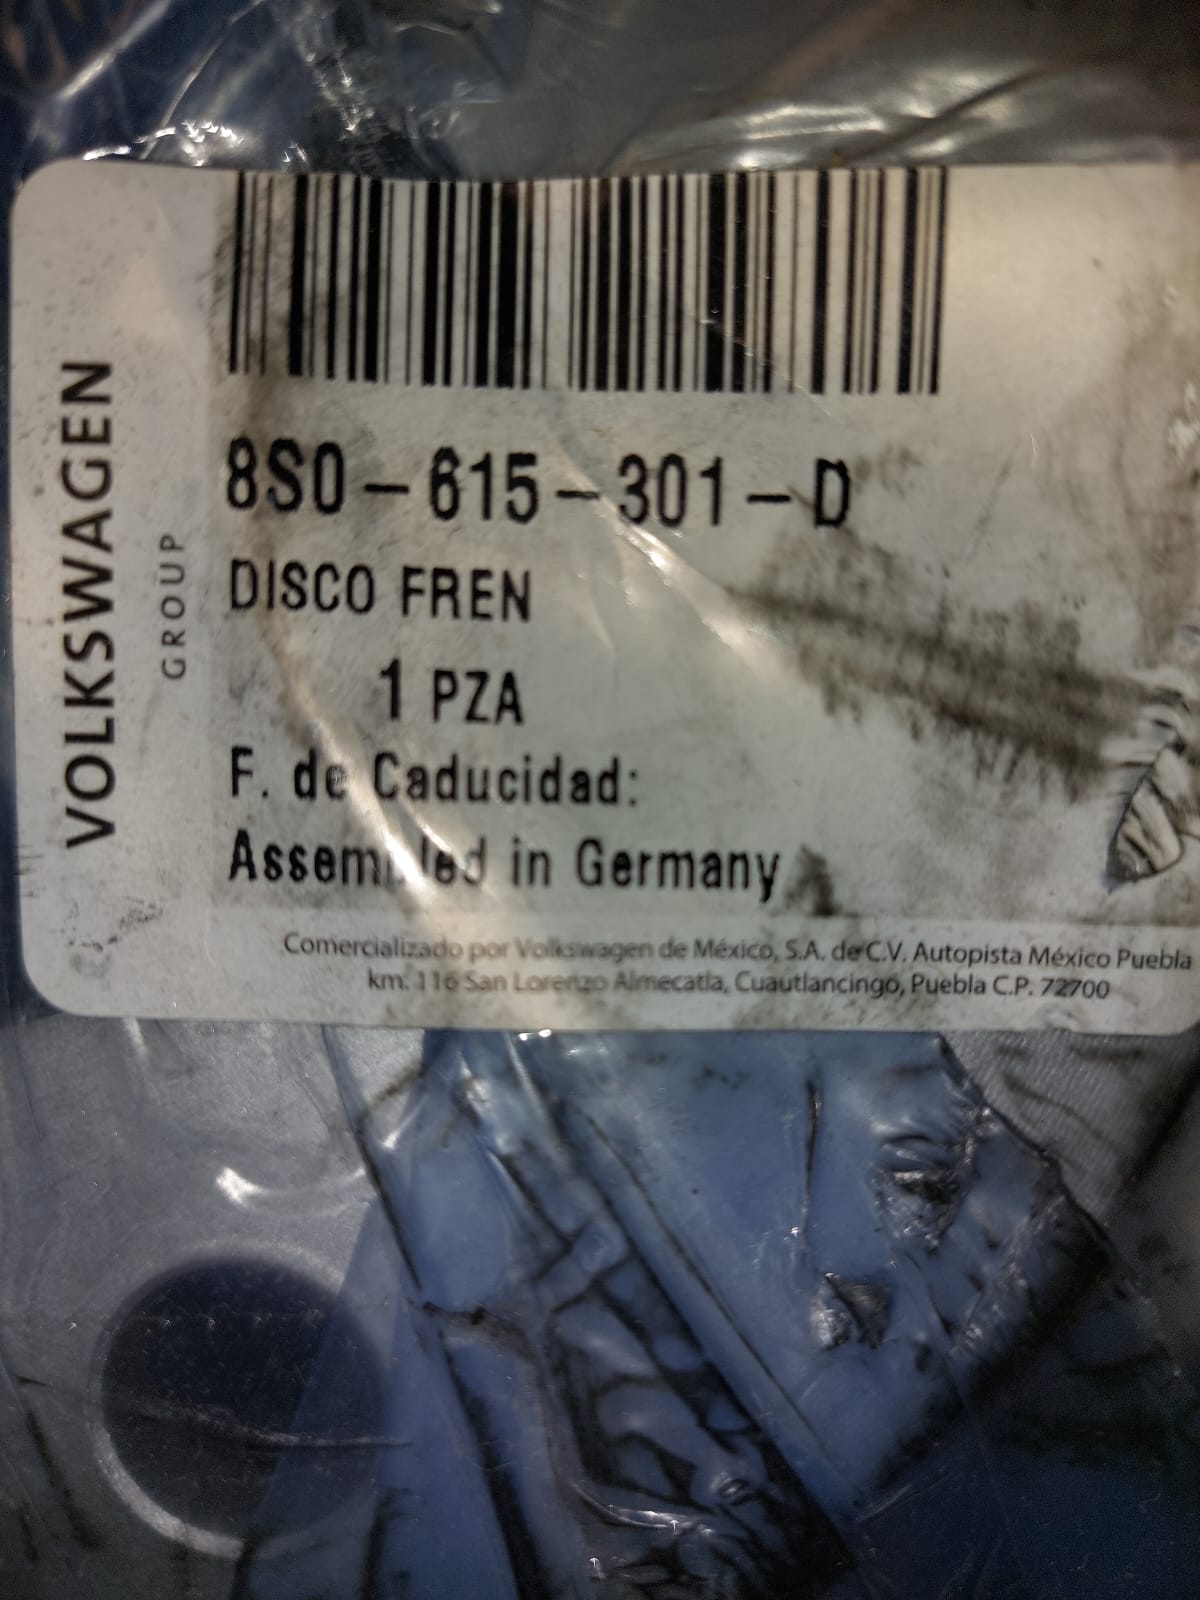 VOLKSWAGEN
GROUP
8S0-615-301-D
DISCO FREN
1 PZA
F. de Caducidad:
Assembled in Germany
Comercializado por Volkswagen de México, S.A. de C.V. Autopista México Puebla
km. 116 San Lorenzo Almecatla, Cuautlancingo, Puebla C.P. 72700